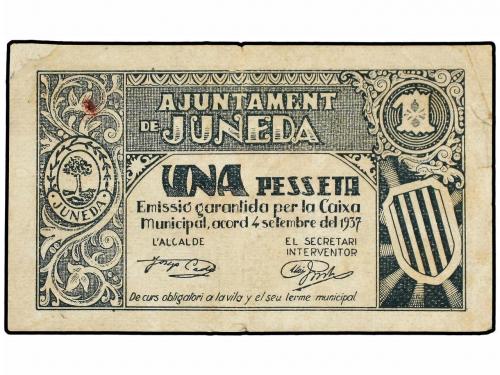 AJUNTAMENT
DE JUNEDA
1
JUNEDA
UNA PESSETA
Emissió garantida per la Caixa
Municipal, acord 4 setembre del 1937
L'ALCALDE
EL SECRETARI
INTERVENTOR
De curs obligatori a la vila y el seu terme municipal